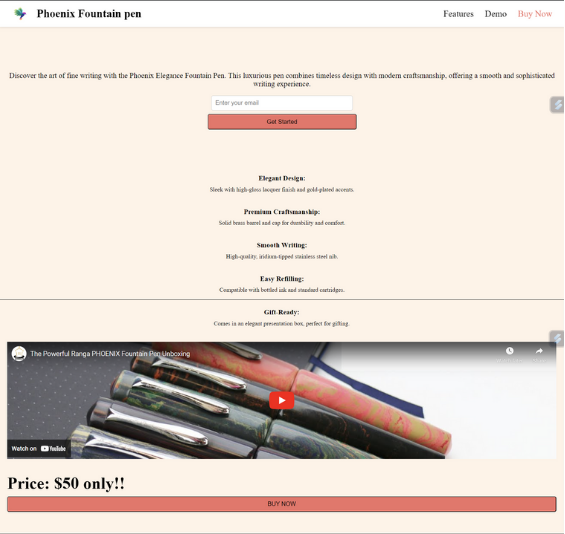 Phoenix Fountain pen
Features Demo Buy Now
Discover the art of fine writing with the Phoenix Elegance Fountain Pen. This luxurious pen combines timeless design with modern craftsmanship, offering a smooth and sophisticated
writing experience.
Enter your email
Get Started
Elegant Design:
Sleek with high-gloss lacquer finish and gold-plated accents.
Premium Craftsmanship:
Solid brass barrel and cap for durability and comfort.
Smooth Writing:
High-quality, iridium-tipped stainless steel nib.
Easy Refilling:
Compatible with bottled ink and standard cartridges.
Gift-Ready:
Comes in an elegant presentation box, perfect for gifting.
The Powerful Ranga PHOENIX Fountain Pen Unboxing
Watch on YouTube
Price: $50 only!!
BUY NOW